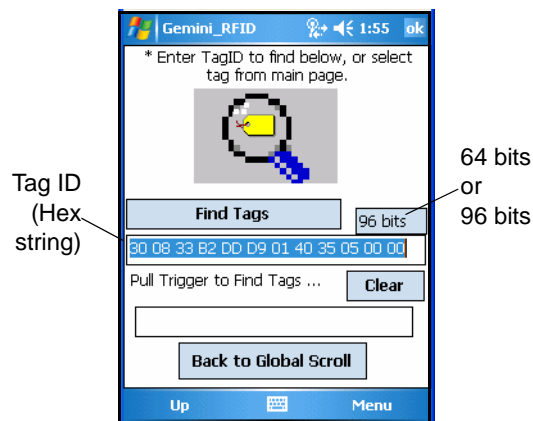 Gemini_RFID 1:55 ok
* Enter TagID to find below, or select
tag from main page.
64 bits
or
96 bits
Tag ID
(Hex
string)
Find Tags
96 bits
30 08 33 B2 DD D9 01 40 35 05 00 00
Pull Trigger to Find Tags ...
Clear
Back to Global Scroll
Up
Menu